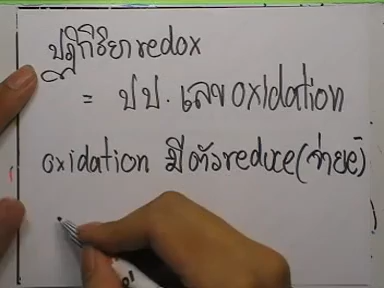 ปฏิกิริยา redox
= ปป. เลข oxidation
oxidation มีตัว reduce (จ่าย e⁻)